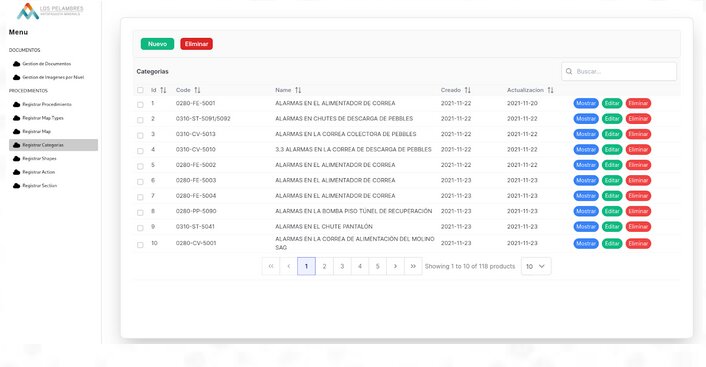 LOS PELAMBRES
ANTOFAGASTA MINERALS
Menu
DOCUMENTOS
Gestion de Documentos
Gestion de Imagenes por Nivel
PROCEDIMIENTOS
Registrar Procedimiento
Registrar Map Types
Registrar Map
Registrar Categorias
Registrar Shapes
Registrar Action
Registrar Section
Nuevo Eliminar
Categorias Buscar...
Id Code Name Creado Actualizacion
1 0280-FE-5001 ALARMAS EN EL ALIMENTADOR DE CORREA 2021-11-22 2021-11-20 Mostrar Editar Eliminar
2 0310-ST-5091/5092 ALARMAS EN CHUTES DE DESCARGA DE PEBBLES 2021-11-22 2021-11-22 Mostrar Editar Eliminar
3 0310-CV-5013 ALARMAS EN LA CORREA COLECTORA DE PEBBLES 2021-11-22 2021-11-22 Mostrar Editar Eliminar
4 0310-CV-5010 3.3 ALARMAS EN LA CORREA DE DESCARGA DE PEBBLES 2021-11-22 2021-11-22 Mostrar Editar Eliminar
5 0280-FE-5002 ALARMAS EN EL ALIMENTADOR DE CORREA 2021-11-22 2021-11-22 Mostrar Editar Eliminar
6 0280-FE-5003 ALARMAS EN EL ALIMENTADOR DE CORREA 2021-11-23 2021-11-23 Mostrar Editar Eliminar
7 0280-FE-5004 ALARMAS EN EL ALIMENTADOR DE CORREA 2021-11-23 2021-11-23 Mostrar Editar Eliminar
8 0280-PP-5090 ALARMAS EN LA BOMBA PISO TÚNEL DE RECUPERACIÓN 2021-11-23 2021-11-23 Mostrar Editar Eliminar
9 0310-ST-5041 ALARMAS EN EL CHUTE PANTALÓN 2021-11-23 2021-11-23 Mostrar Editar Eliminar
10 0280-CV-5001 ALARMAS EN LA CORREA DE ALIMENTACIÓN DEL MOLINO SAG 2021-11-23 2021-11-23 Mostrar Editar Eliminar
1 2 3 4 5 Showing 1 to 10 of 118 products 10